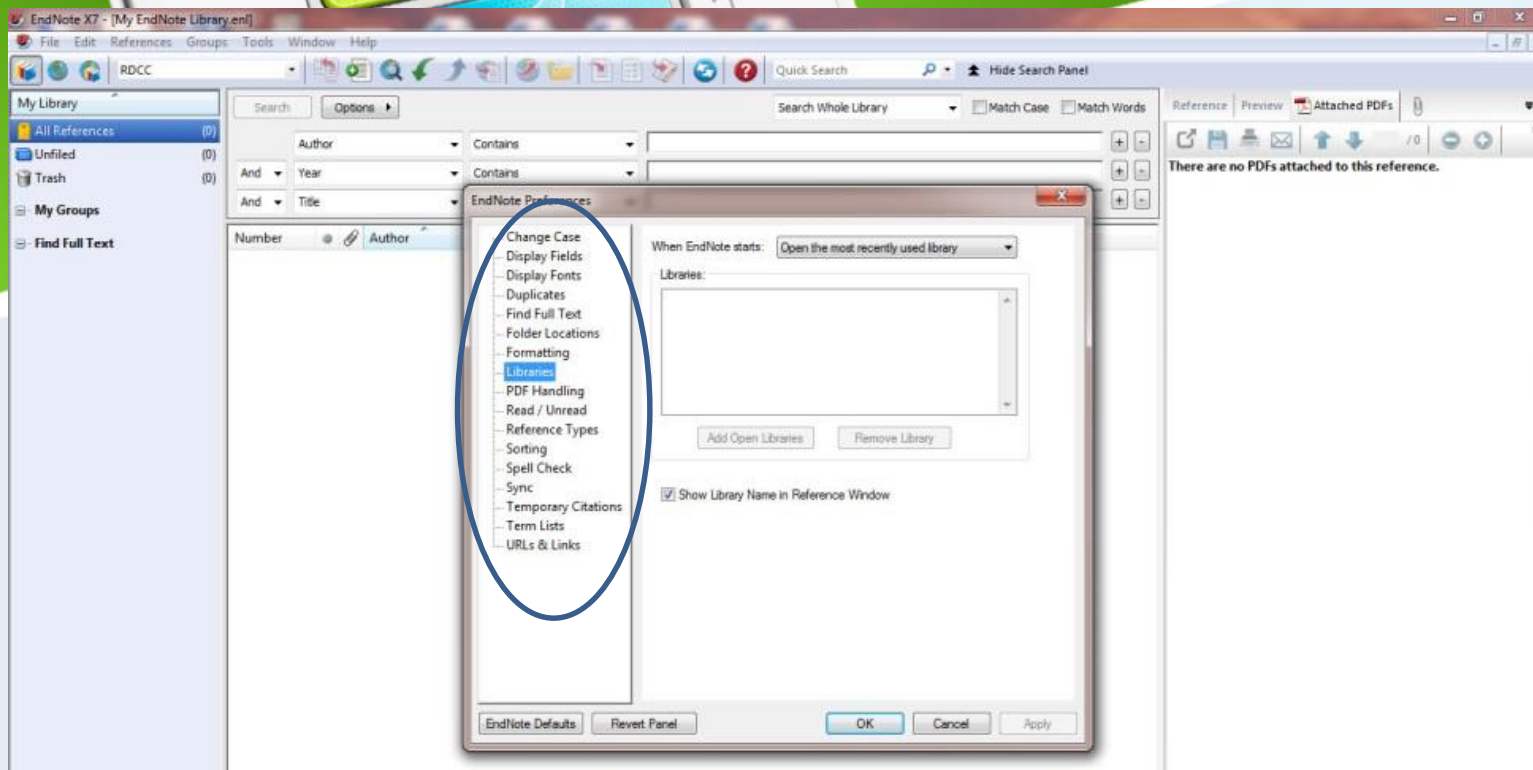 EndNote X7 - [My EndNote Library.enl]
File Edit References Groups Tools Window Help
RDCC
Quick Search
Hide Search Panel
My Library
All References (0)
Unfiled (0)
Trash (0)
My Groups
Find Full Text
Search Options Search Whole Library Match Case Match Words
Author Contains + -
And Year Contains + -
And Title + -
Number Author
Reference Preview Attached PDFs
/0
There are no PDFs attached to this reference.
EndNote Preferences
Change Case
Display Fields
Display Fonts
Duplicates
Find Full Text
Folder Locations
Formatting
Libraries
PDF Handling
Read / Unread
Reference Types
Sorting
Spell Check
Sync
Temporary Citations
Term Lists
URLs & Links
When EndNote starts: Open the most recently used library
Libraries:
Add Open Libraries Remove Library
Show Library Name in Reference Window
EndNote Defaults Revert Panel OK Cancel Apply